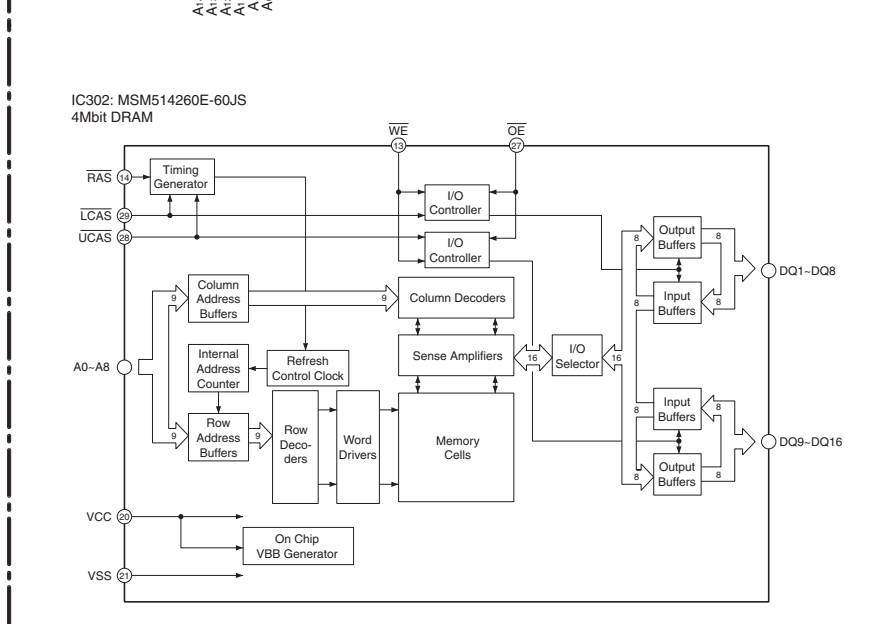 IC302: MSM514260E-60JS
4Mbit DRAM
WE
OE
13
27
RAS
14
Timing
Generator
I/O
Controller
LCAS
29
UCAS
28
I/O
Controller
Output
Buffers
8
8
DQ1~DQ8
Input
Buffers
8
8
Column
Address
Buffers
9
9
Column Decoders
A0~A8
Internal
Address
Counter
Refresh
Control Clock
Sense Amplifiers
16
I/O
Selector
16
Row
Address
Buffers
9
9
Row
Deco-
ders
Word
Drivers
Memory
Cells
Input
Buffers
8
8
DQ9~DQ16
Output
Buffers
8
8
VCC
20
On Chip
VBB Generator
VSS
21